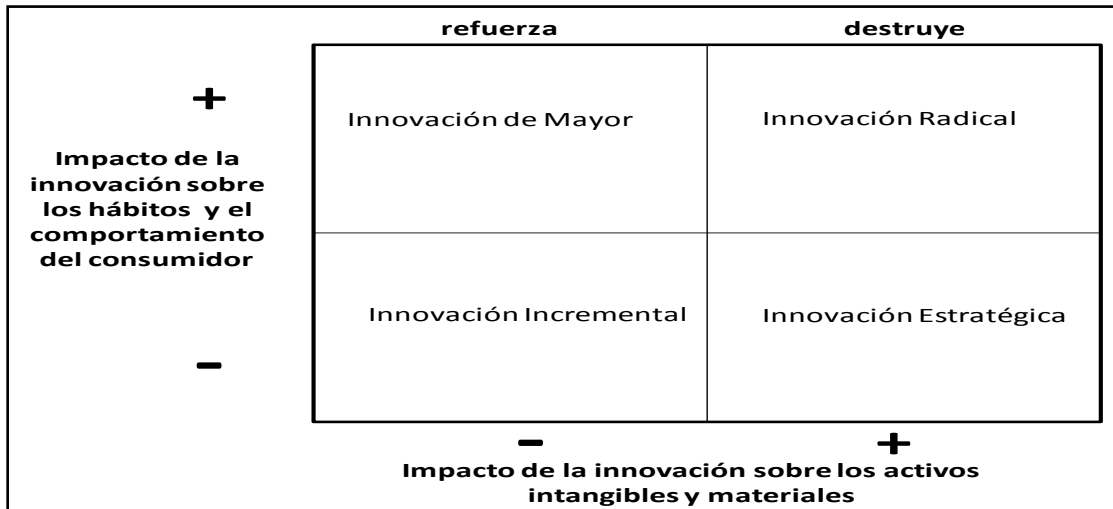 refuerza destruye
+
Innovación de Mayor Innovación Radical
Impacto de la
innovación sobre
los hábitos y el
comportamiento
del consumidor
Innovación Incremental Innovación Estratégica
-
- +
Impacto de la innovación sobre los activos
intangibles y materiales